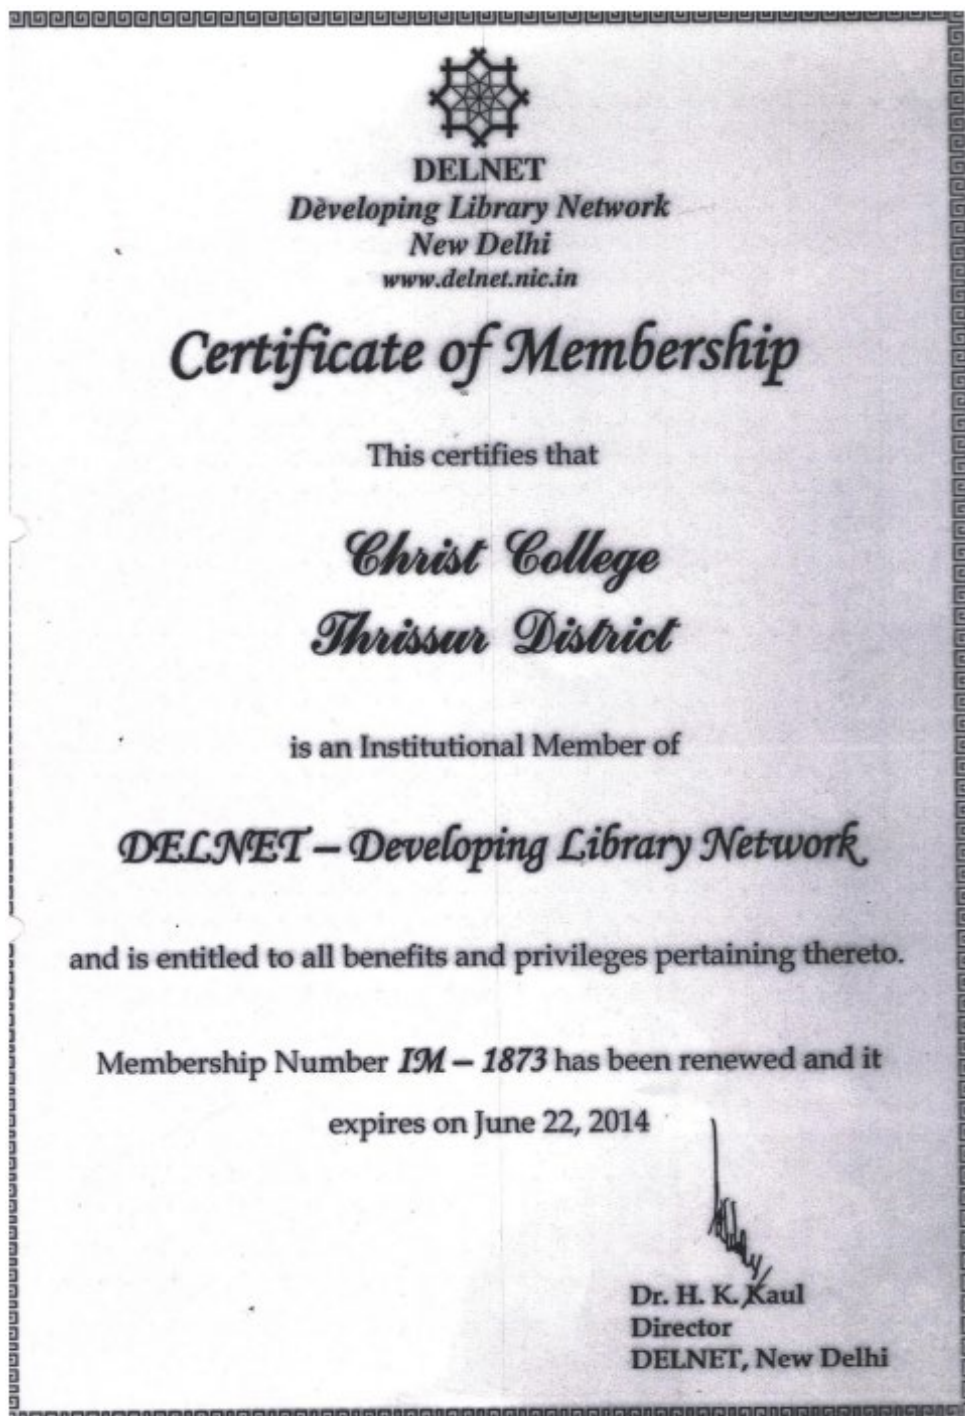 DELNET
Developing Library Network
New Delhi
www.delnet.nic.in
Certificate of Membership
This certifies that
Christ College
Thrissur District
is an Institutional Member of
DELNET – Developing Library Network
and is entitled to all benefits and privileges pertaining thereto.
Membership Number IM – 1873 has been renewed and it
expires on June 22, 2014
Dr. H. K. Kaul
Director
DELNET, New Delhi